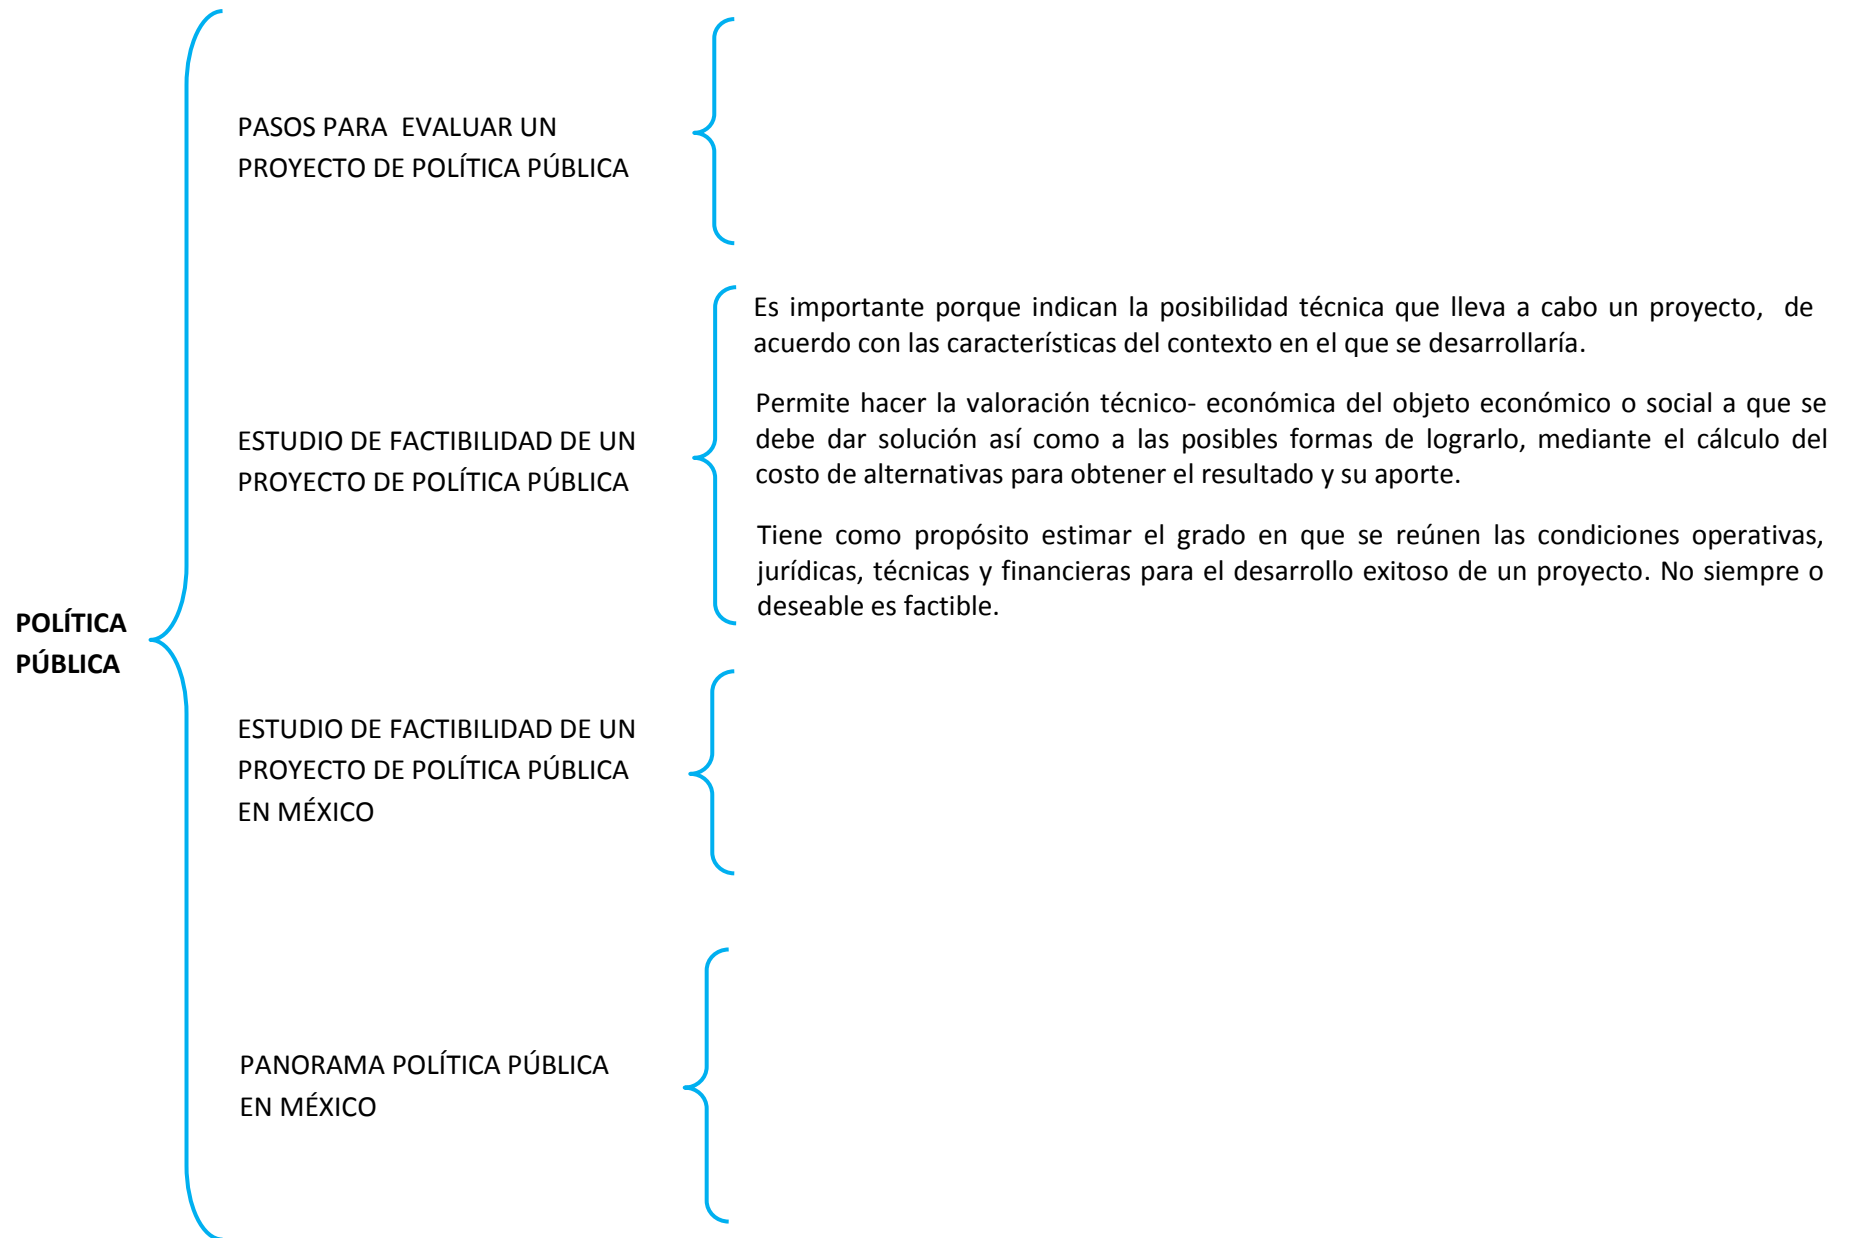 POLÍTICA
PÚBLICA
PASOS PARA  EVALUAR UN
PROYECTO DE POLÍTICA PÚBLICA
ESTUDIO DE FACTIBILIDAD DE UN
PROYECTO DE POLÍTICA PÚBLICA
Es importante porque indican la posibilidad técnica que lleva a cabo un proyecto,  de
acuerdo con las características del contexto en el que se desarrollaría.
Permite hacer la valoración técnico- económica del objeto económico o social a que se
debe dar solución así como a las posibles formas de lograrlo, mediante el cálculo del
costo de alternativas para obtener el resultado y su aporte.
Tiene como propósito estimar el grado en que se reúnen las condiciones operativas,
jurídicas, técnicas y financieras para el desarrollo exitoso de un proyecto. No siempre o
deseable es factible.
ESTUDIO DE FACTIBILIDAD DE UN
PROYECTO DE POLÍTICA PÚBLICA
EN MÉXICO
PANORAMA POLÍTICA PÚBLICA
EN MÉXICO